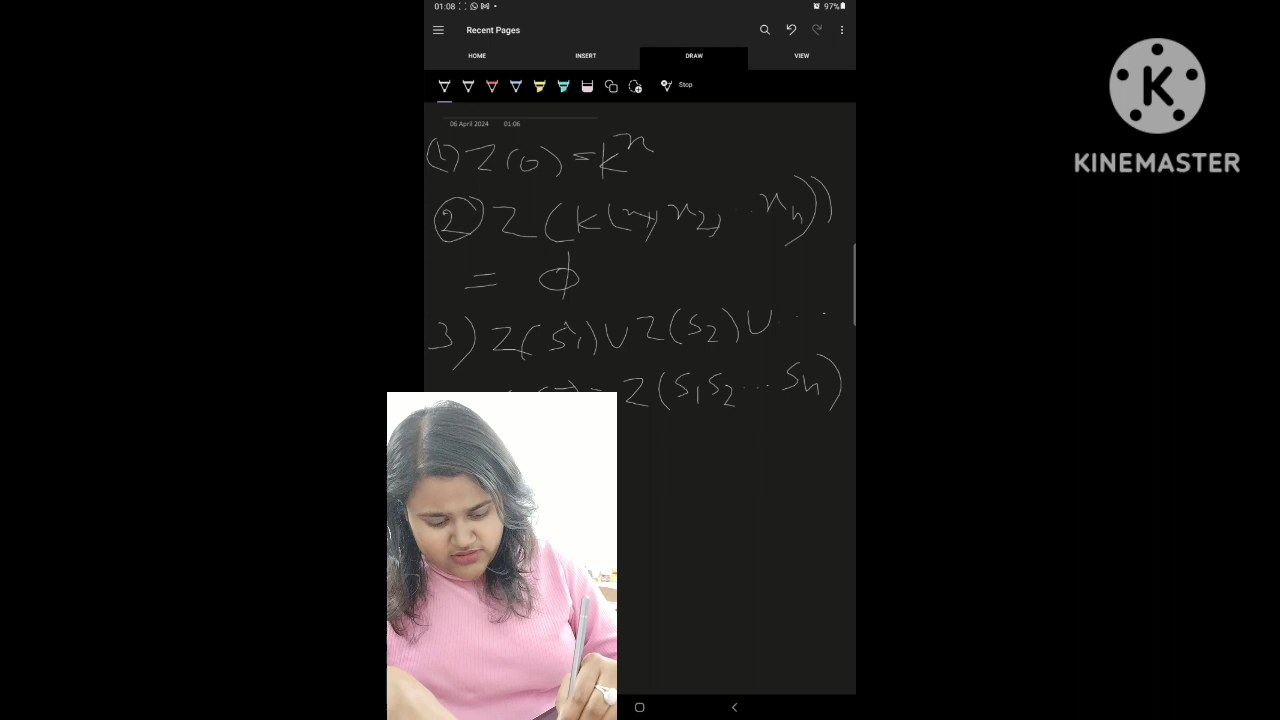 01:08 97%
Recent Pages
HOME INSERT DRAW VIEW
Stop
06 April 2024 01:06
1) Z(0) = k^n
2) Z(k(x1, x2, ... xn))
= ϕ
3) Z(S1) ∪ Z(S2) ∪ ...
= Z(S1 S2 ... Sn)
K
KINEMASTER